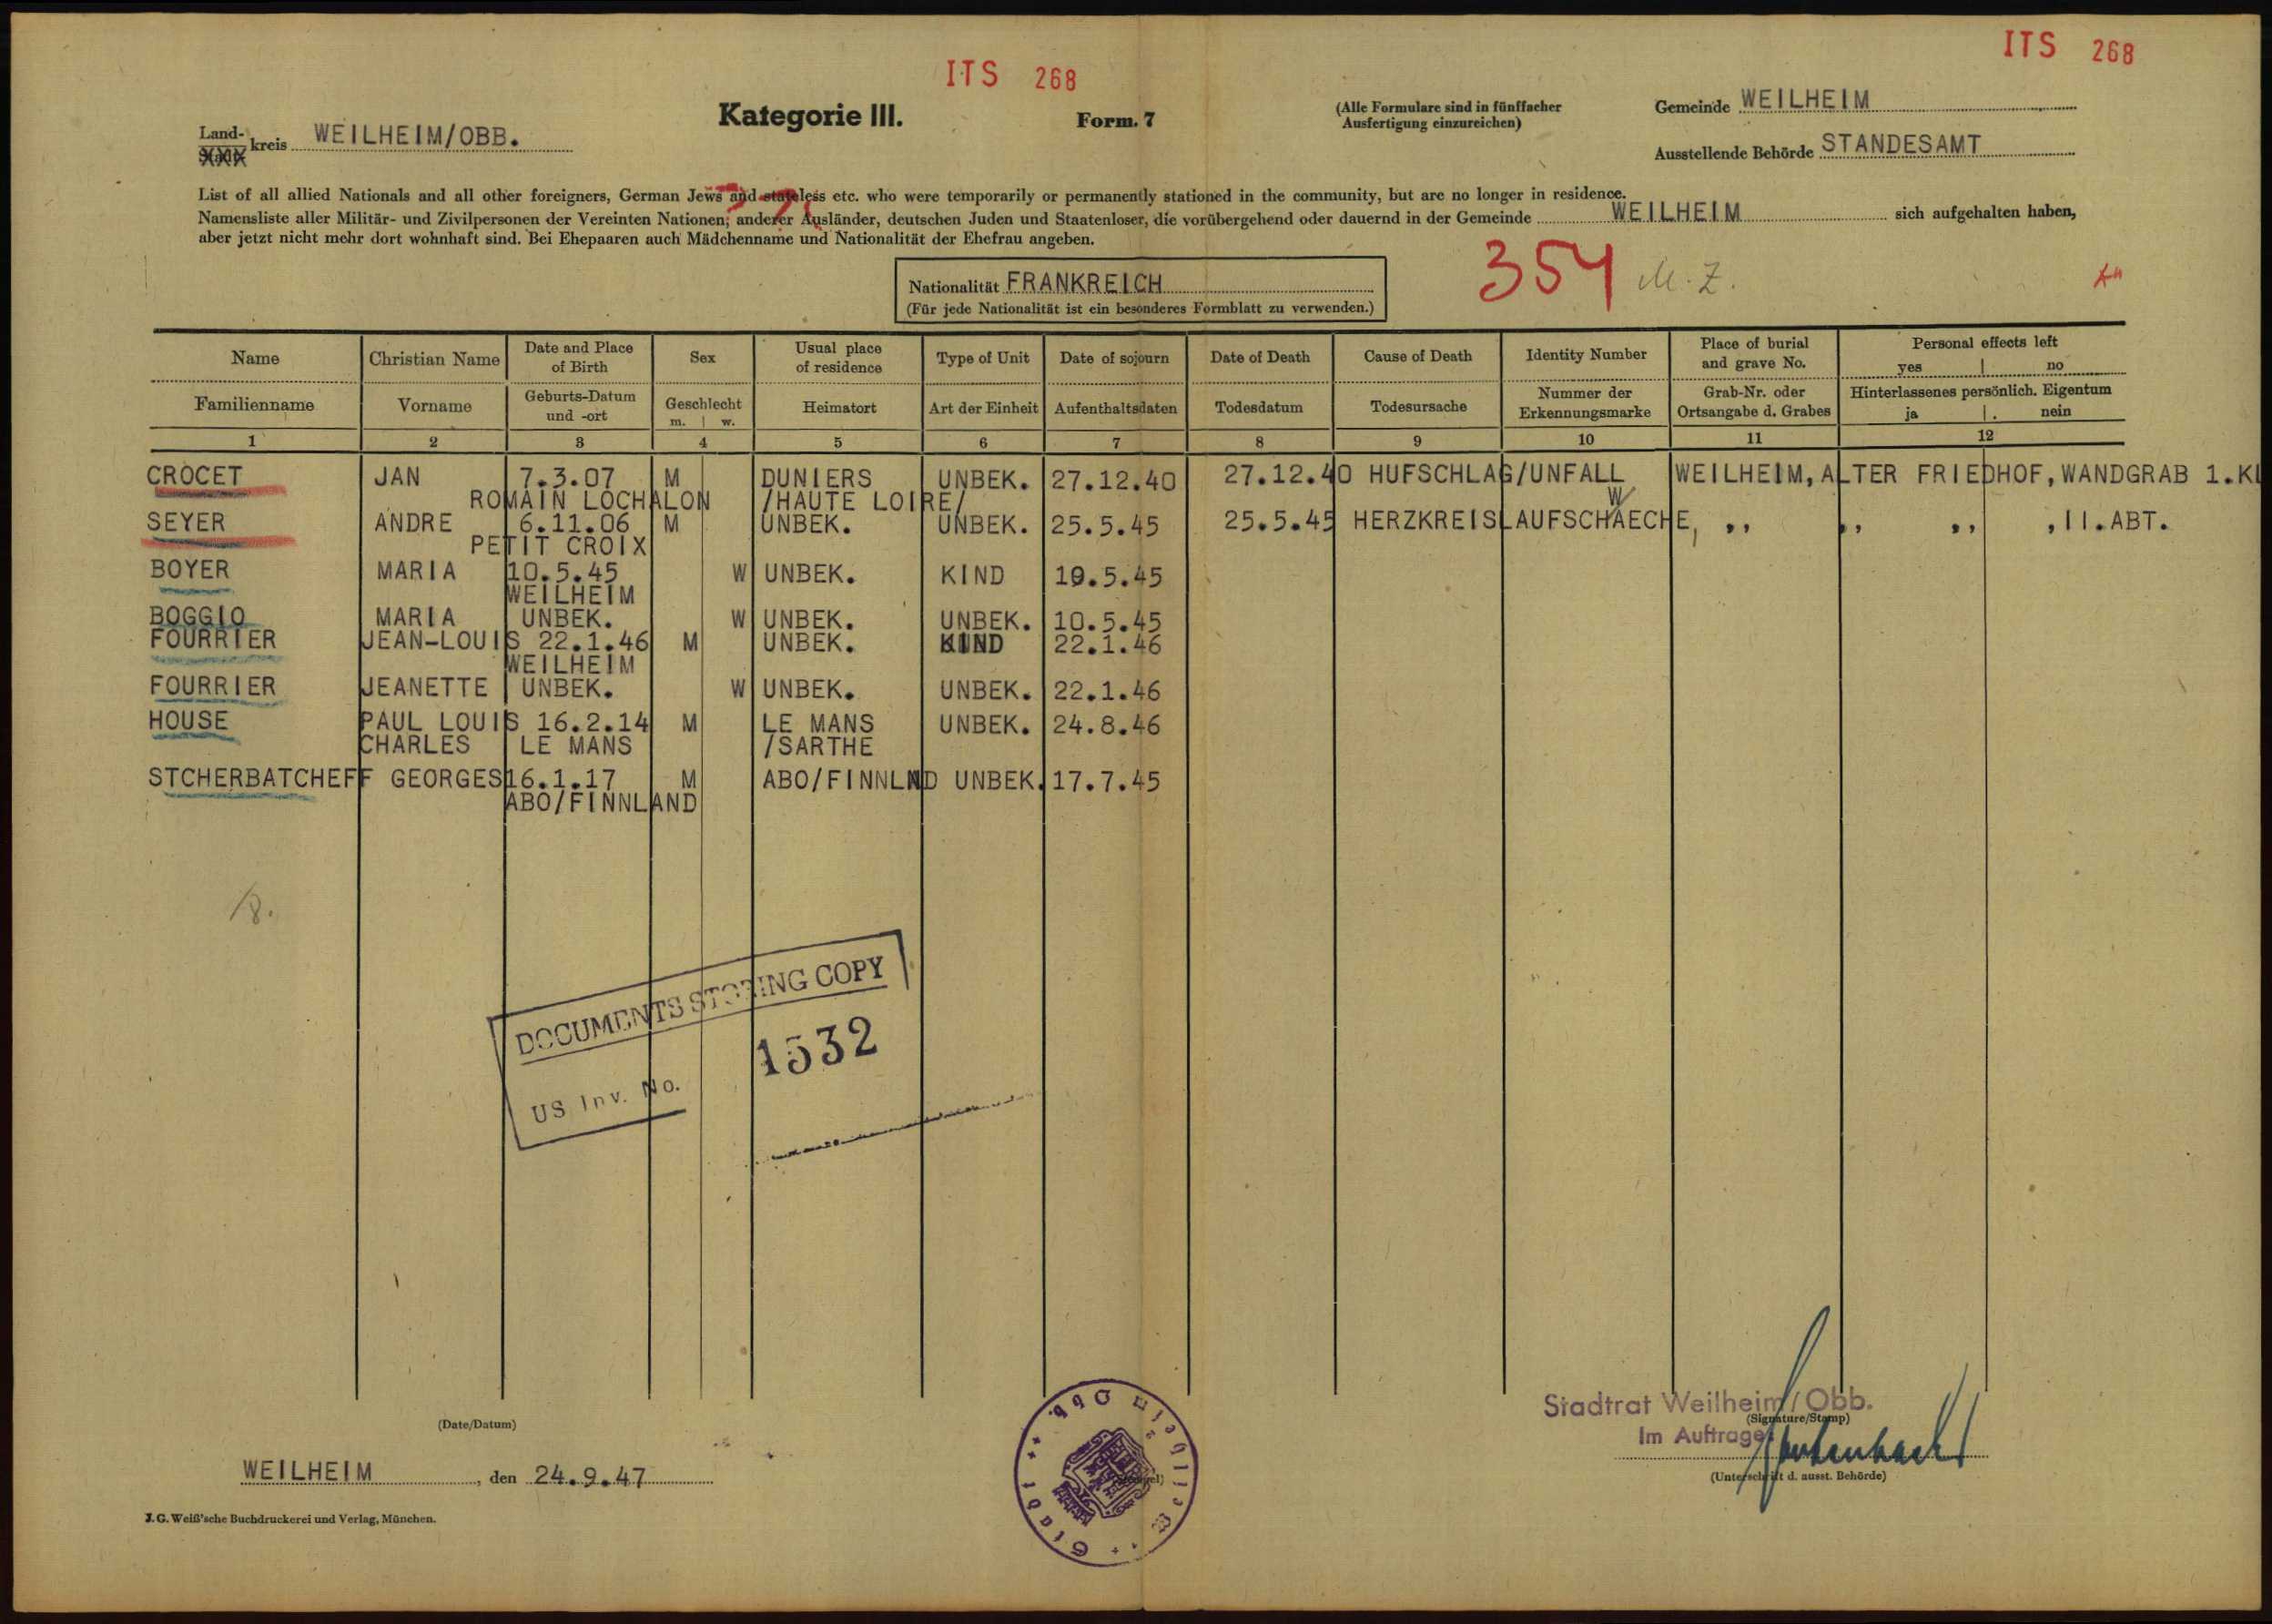 ITS 268
ITS 268
Kategorie III.
Form. 7
(Alle Formulare sind in fünffacher
Ausfertigung einzureichen)
Gemeinde WEILHEIM
Land-
kreis WEILHEIM/OBB.
Ausstellende Behörde STANDESAMT
List of all allied Nationals and all other foreigners, German Jews and stateless etc. who were temporarily or permanently stationed in the community, but are no longer in residence.
Namensliste aller Militär- und Zivilpersonen der Vereinten Nationen; anderer Ausländer, deutschen Juden und Staatenloser, die vorübergehend oder dauernd in der Gemeinde WEILHEIM sich aufgehalten haben,
aber jetzt nicht mehr dort wohnhaft sind. Bei Ehepaaren auch Mädchenname und Nationalität der Ehefrau angeben.
354 M. Z.
Nationalität FRANKREICH
(Für jede Nationalität ist ein besonderes Formblatt zu verwenden.)
Name Christian Name Date and Place of Birth Sex Usual place of residence Type of Unit Date of sojourn Date of Death Cause of Death Identity Number Place of burial and grave No. Personal effects left yes no
Familienname Vorname Geburts-Datum und -ort Geschlecht m. w. Heimatort Art der Einheit Aufenthaltsdaten Todesdatum Todesursache Nummer der Erkennungsmarke Grab-Nr. oder Ortsangabe d. Grabes Hinterlassenes persönlich. Eigentum ja nein
1 2 3 4 5 6 7 8 9 10 11 12
CROCET JAN 7.3.07 M DUNIERS UNBEK. 27.12.40 27.12.40 HUFSCHLAG/UNFALL WEILHEIM,ALTER FRIEDHOF,WANDGRAB 1.KL
ROMAIN LOCHALON /HAUTE LOIRE/
W
SEYER ANDRE 6.11.06 M UNBEK. UNBEK. 25.5.45 25.5.45 HERZKREISLAUFSCHAECHE, ,, ,, ,, ,II.ABT.
PETIT CROIX
BOYER MARIA 10.5.45 W UNBEK. KIND 10.5.45
WEILHEIM
BOGGIO MARIA UNBEK. W UNBEK. UNBEK. 10.5.45
FOURRIER JEAN-LOUIS 22.1.46 M UNBEK. KIND 22.1.46
WEILHEIM
FOURRIER JEANETTE UNBEK. W UNBEK. UNBEK. 22.1.46
HOUSE PAUL LOUIS 16.2.14 M LE MANS UNBEK. 24.8.46
CHARLES LE MANS /SARTHE
STCHERBATCHEFF GEORGES 16.1.17 M ABO/FINNLND UNBEK. 17.7.45
ABO/FINNLAND
DOCUMENTS STORING COPY
1532
US Inv. No.
Stadt Weilheim Obb.
Stadtrat Weilheim/Obb.
(Signature/Stamp)
Im Auftrage:
(Unterschrift d. ausst. Behörde)
(Date/Datum)
WEILHEIM, den 24.9.47
J. G. Weiß'sche Buchdruckerei und Verlag, München.